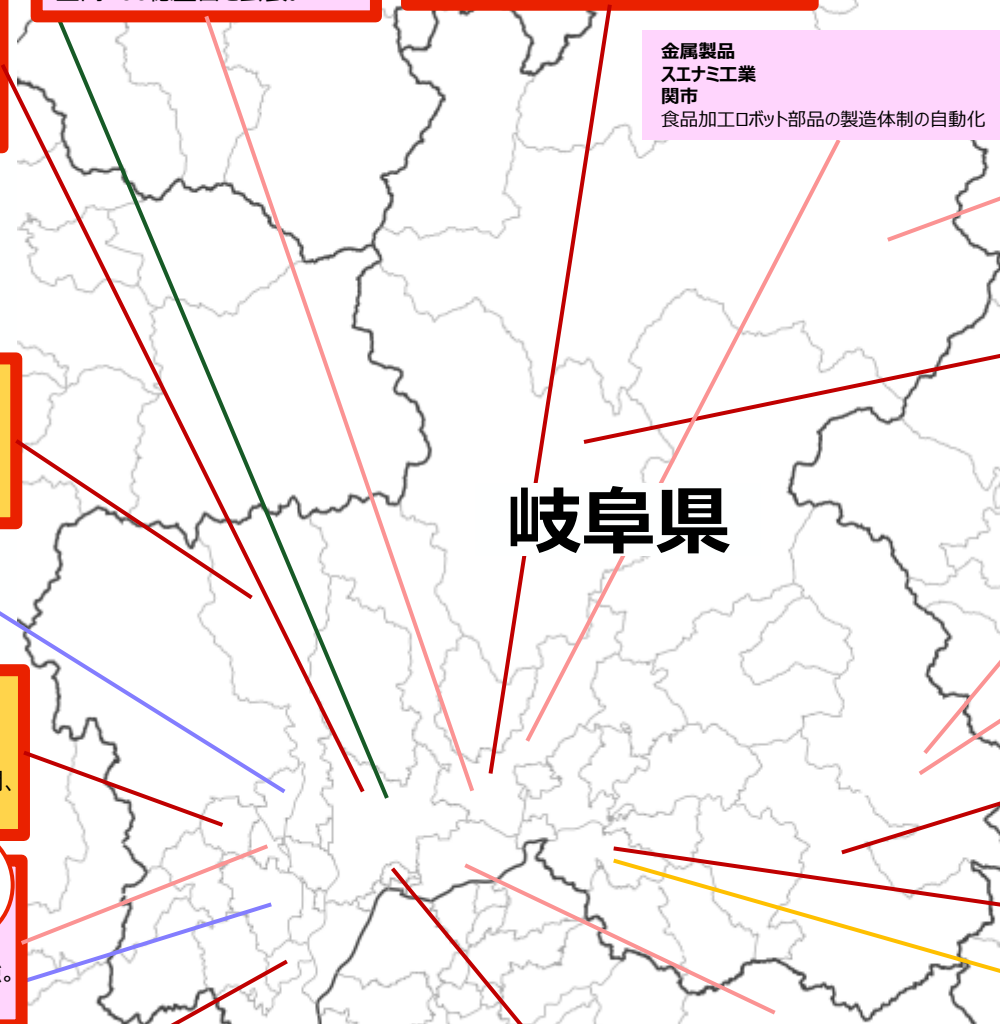 金属製品
スエナミ工業
関市
食品加工ロボット部品の製造体制の自動化
岐阜県